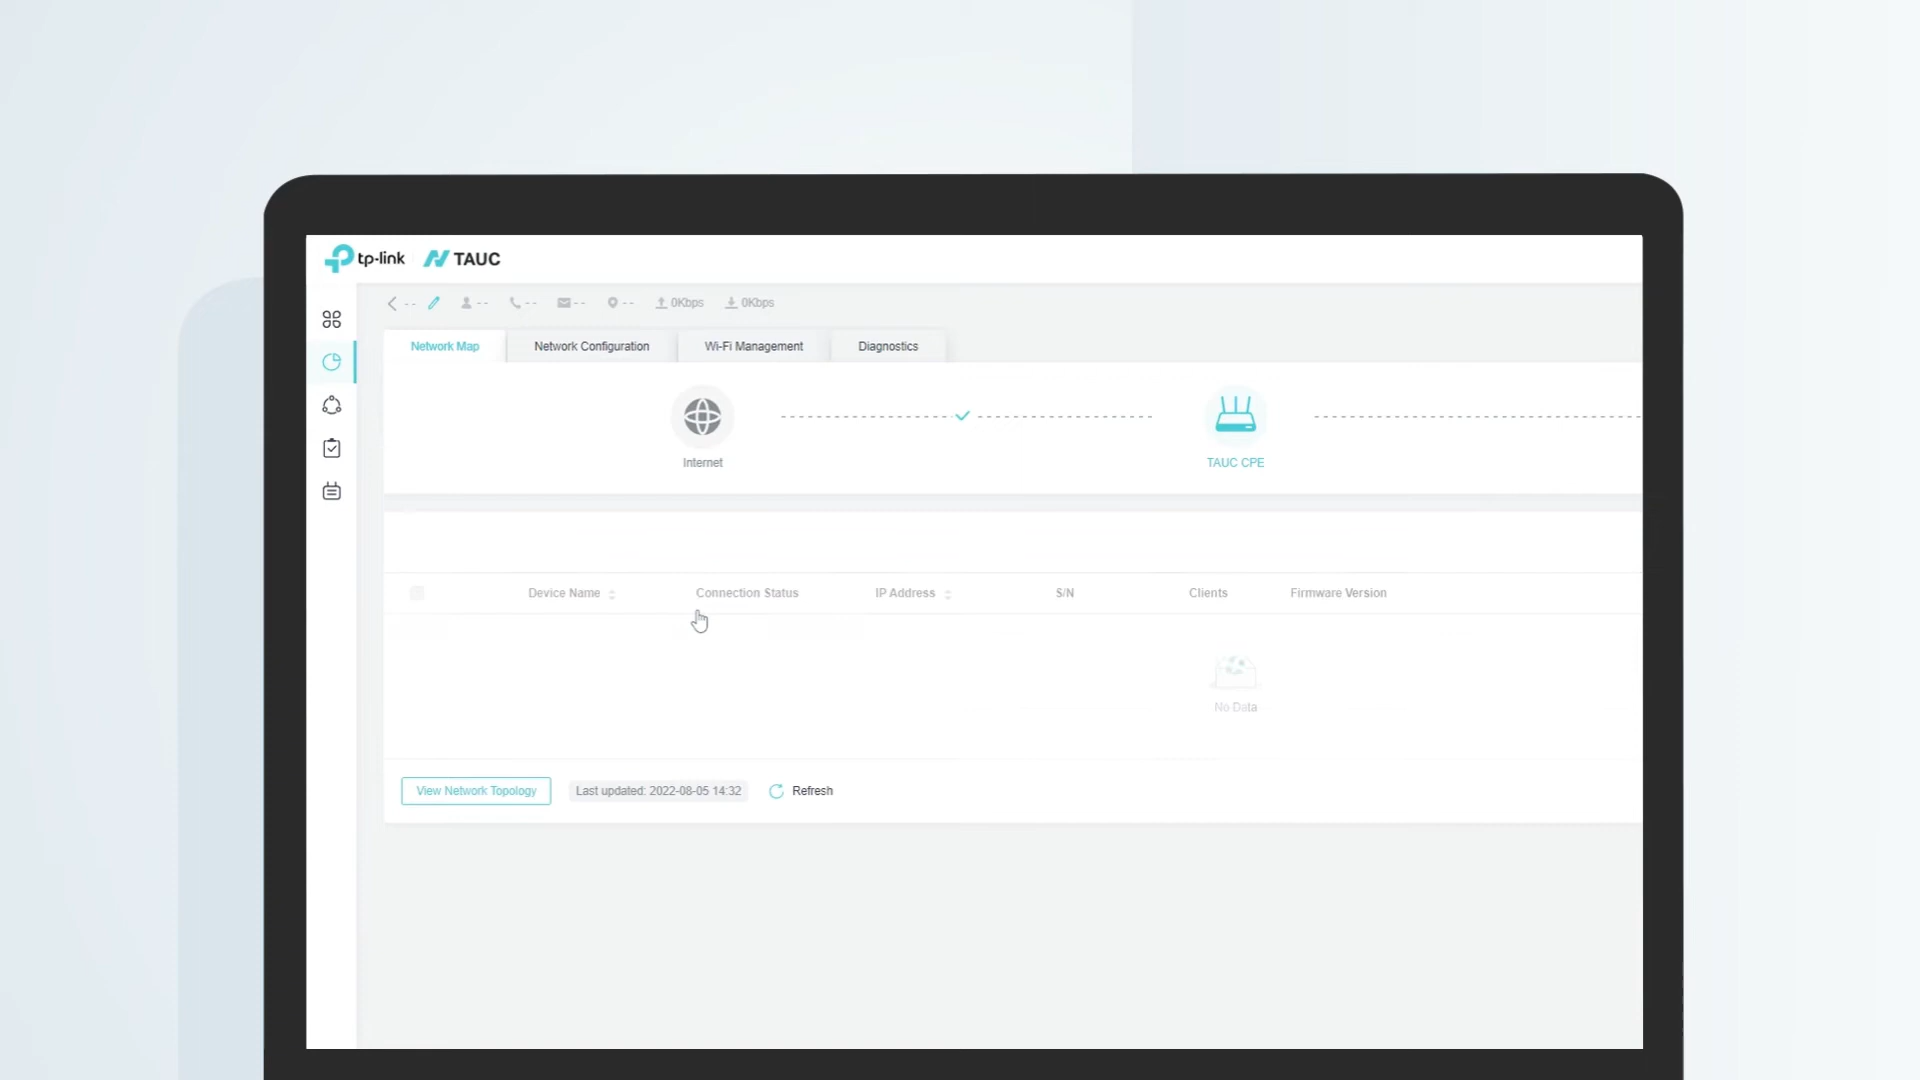 tp-link TAUC
-- -- -- -- -- 0Kbps 0Kbps
Network Map Network Configuration Wi-Fi Management Diagnostics
Internet TAUC CPE
Device Name Connection Status IP Address S/N Clients Firmware Version
No Data
View Network Topology Last updated: 2022-08-05 14:32 Refresh